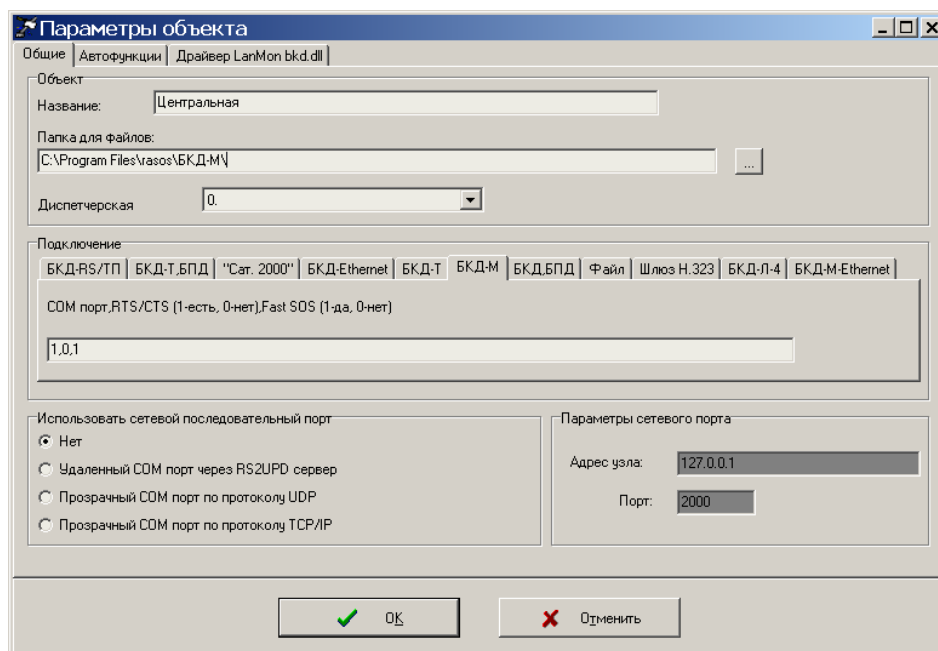 Параметры объекта
Общие Автофункции Драйвер LanMon bkd.dll
Объект
Название: Центральная
Папка для файлов:
C:\Program Files\rasos\БКД-М\
...
Диспетчерская 0.
Подключение
БКД-RS/ТП БКД-Т,БПД "Сат. 2000" БКД-Ethernet БКД-Т БКД-М БКД,БПД Файл Шлюз H.323 БКД-Л-4 БКД-М-Ethernet
COM порт,RTS/CTS (1-есть, 0-нет),Fast SOS (1-да, 0-нет)
1,0,1
Использовать сетевой последовательный порт
Нет
Удаленный COM порт через RS2UPD сервер
Прозрачный COM порт по протоколу UDP
Прозрачный COM порт по протоколу TCP/IP
Параметры сетевого порта
Адрес узла: 127.0.0.1
Порт: 2000
OK Отменить